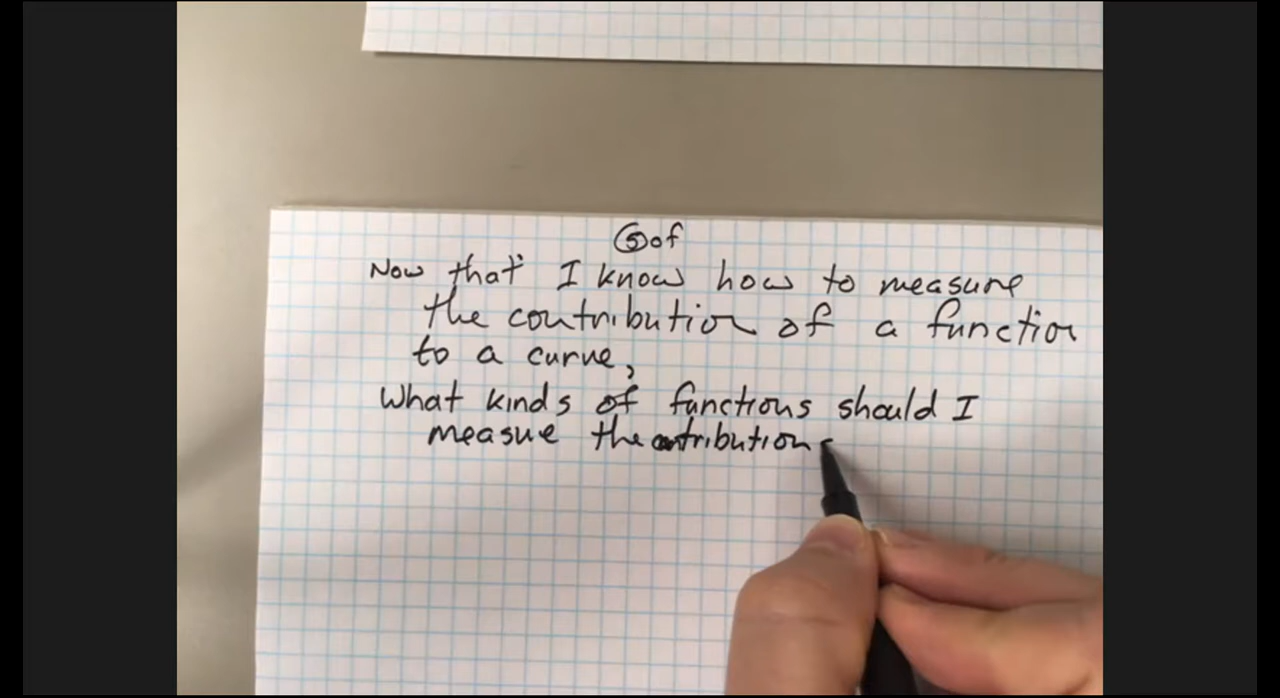 ⑤of
Now that I know how to measure
the contribution of a function
to a curve,
What kinds of functions should I
measue the contribution